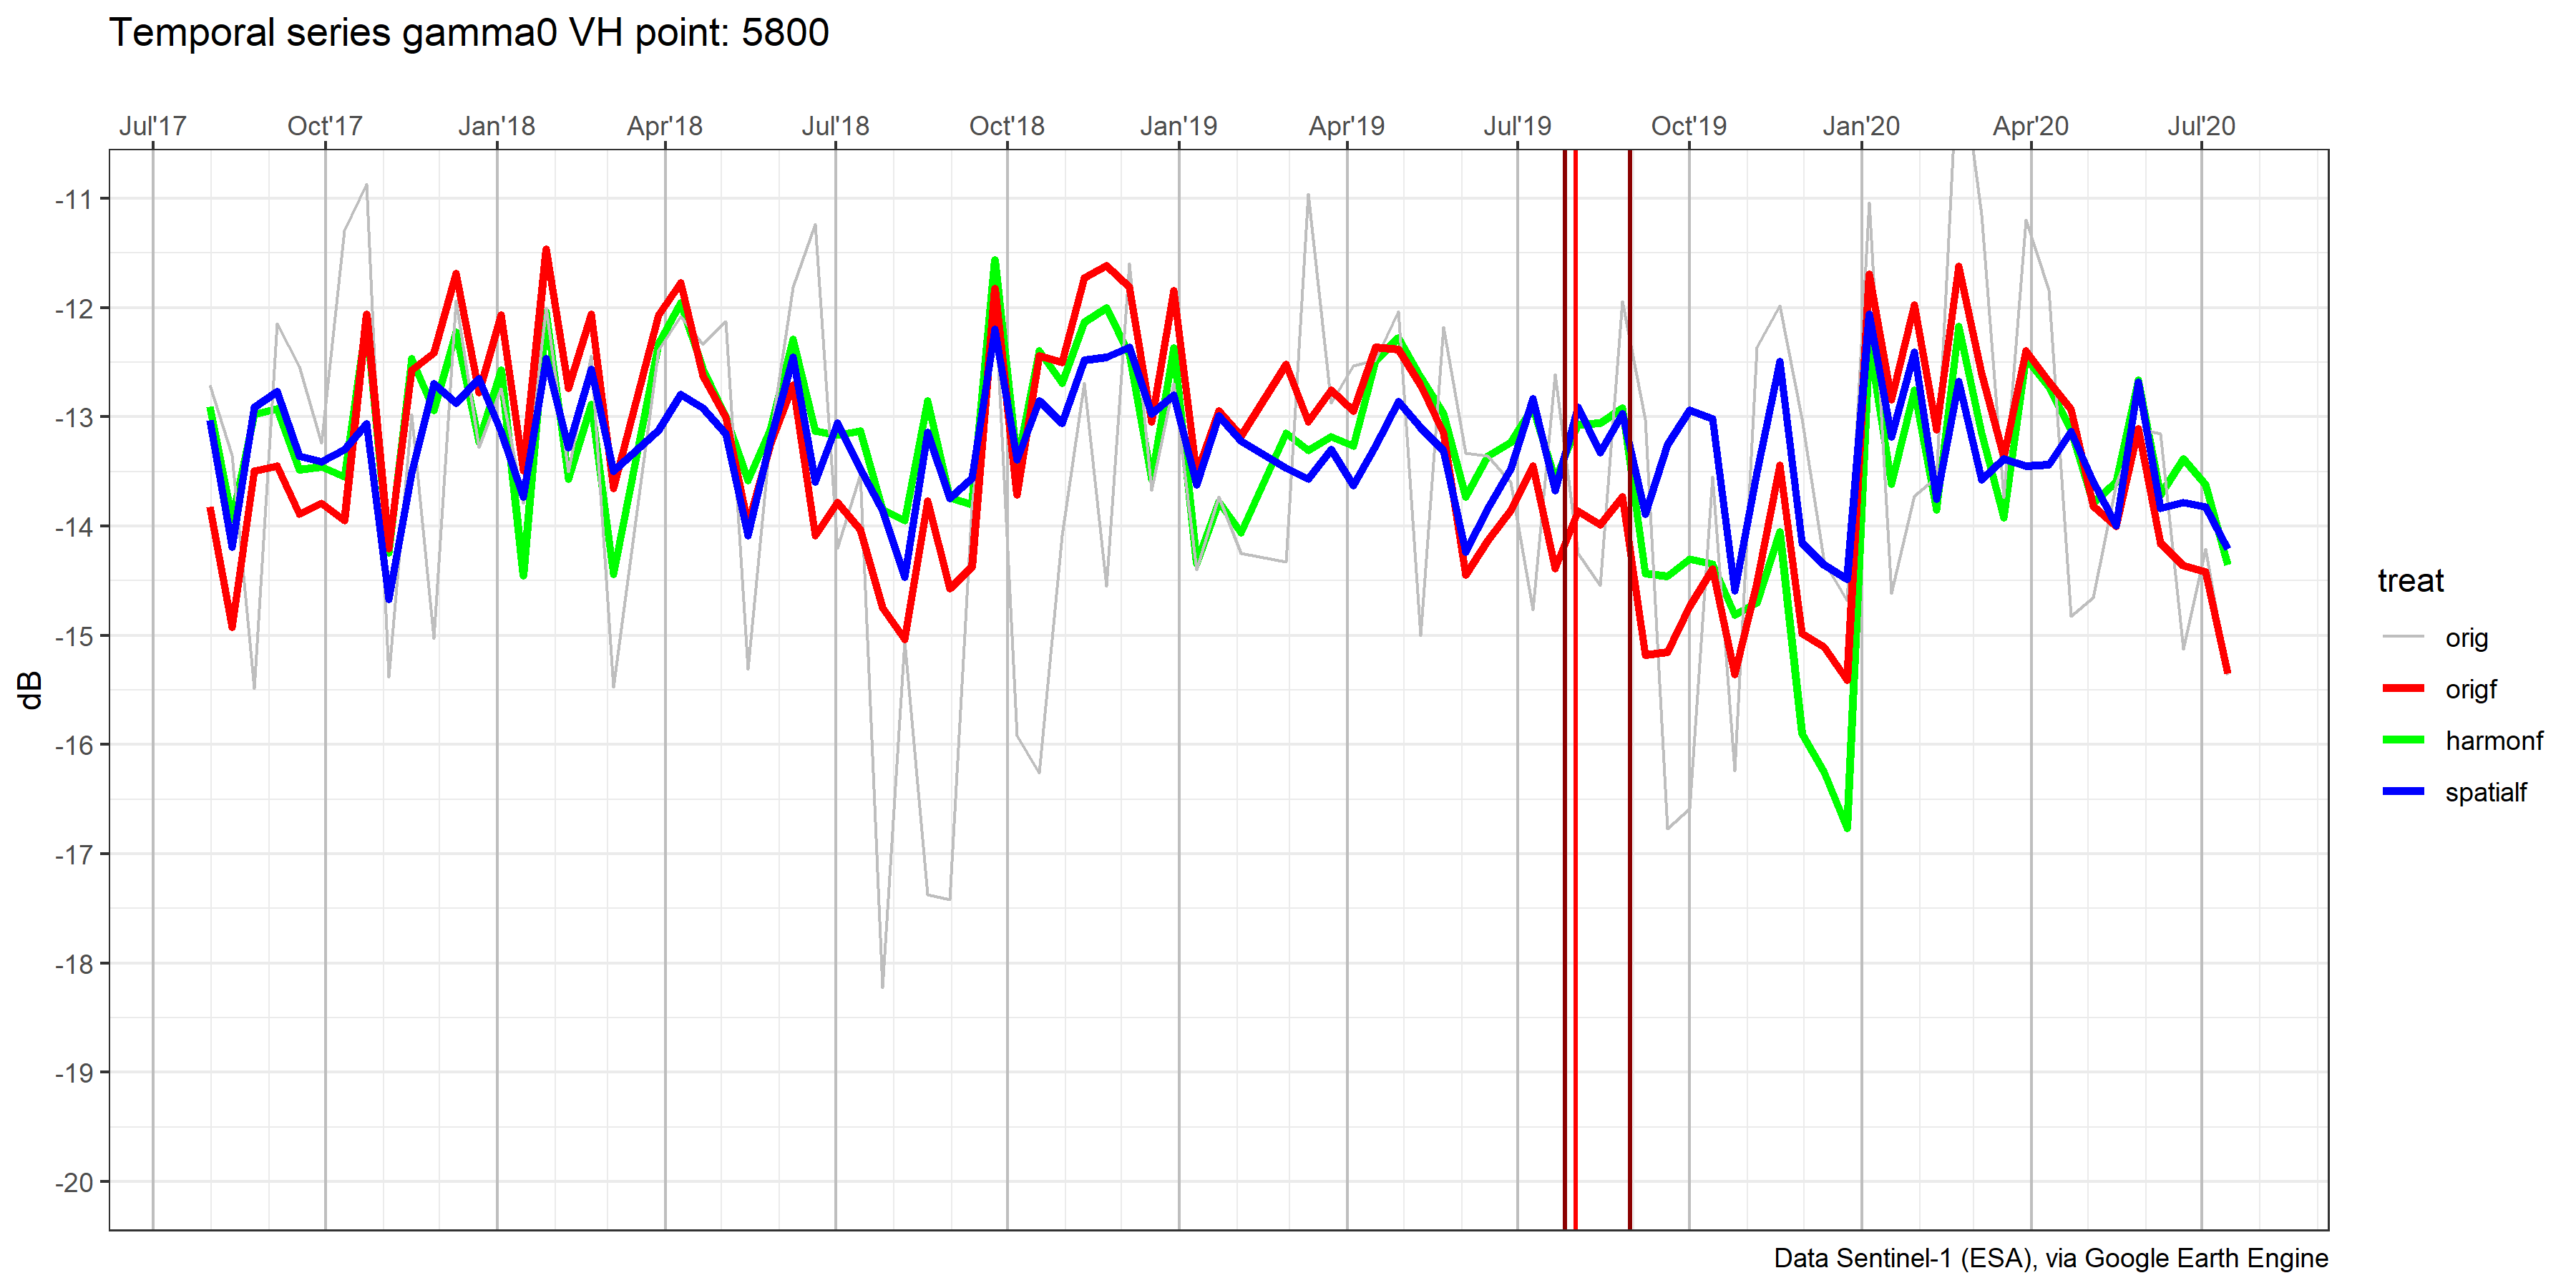 Temporal series gamma0 VH point: 5800
Jul'17 Oct'17 Jan'18 Apr'18 Jul'18 Oct'18 Jan'19 Apr'19 Jul'19 Oct'19 Jan'20 Apr'20 Jul'20
-11
-12
-13
-14
-15
-16
-17
-18
-19
-20
dB
treat
orig
origf
harmonf
spatialf
Data Sentinel-1 (ESA), via Google Earth Engine